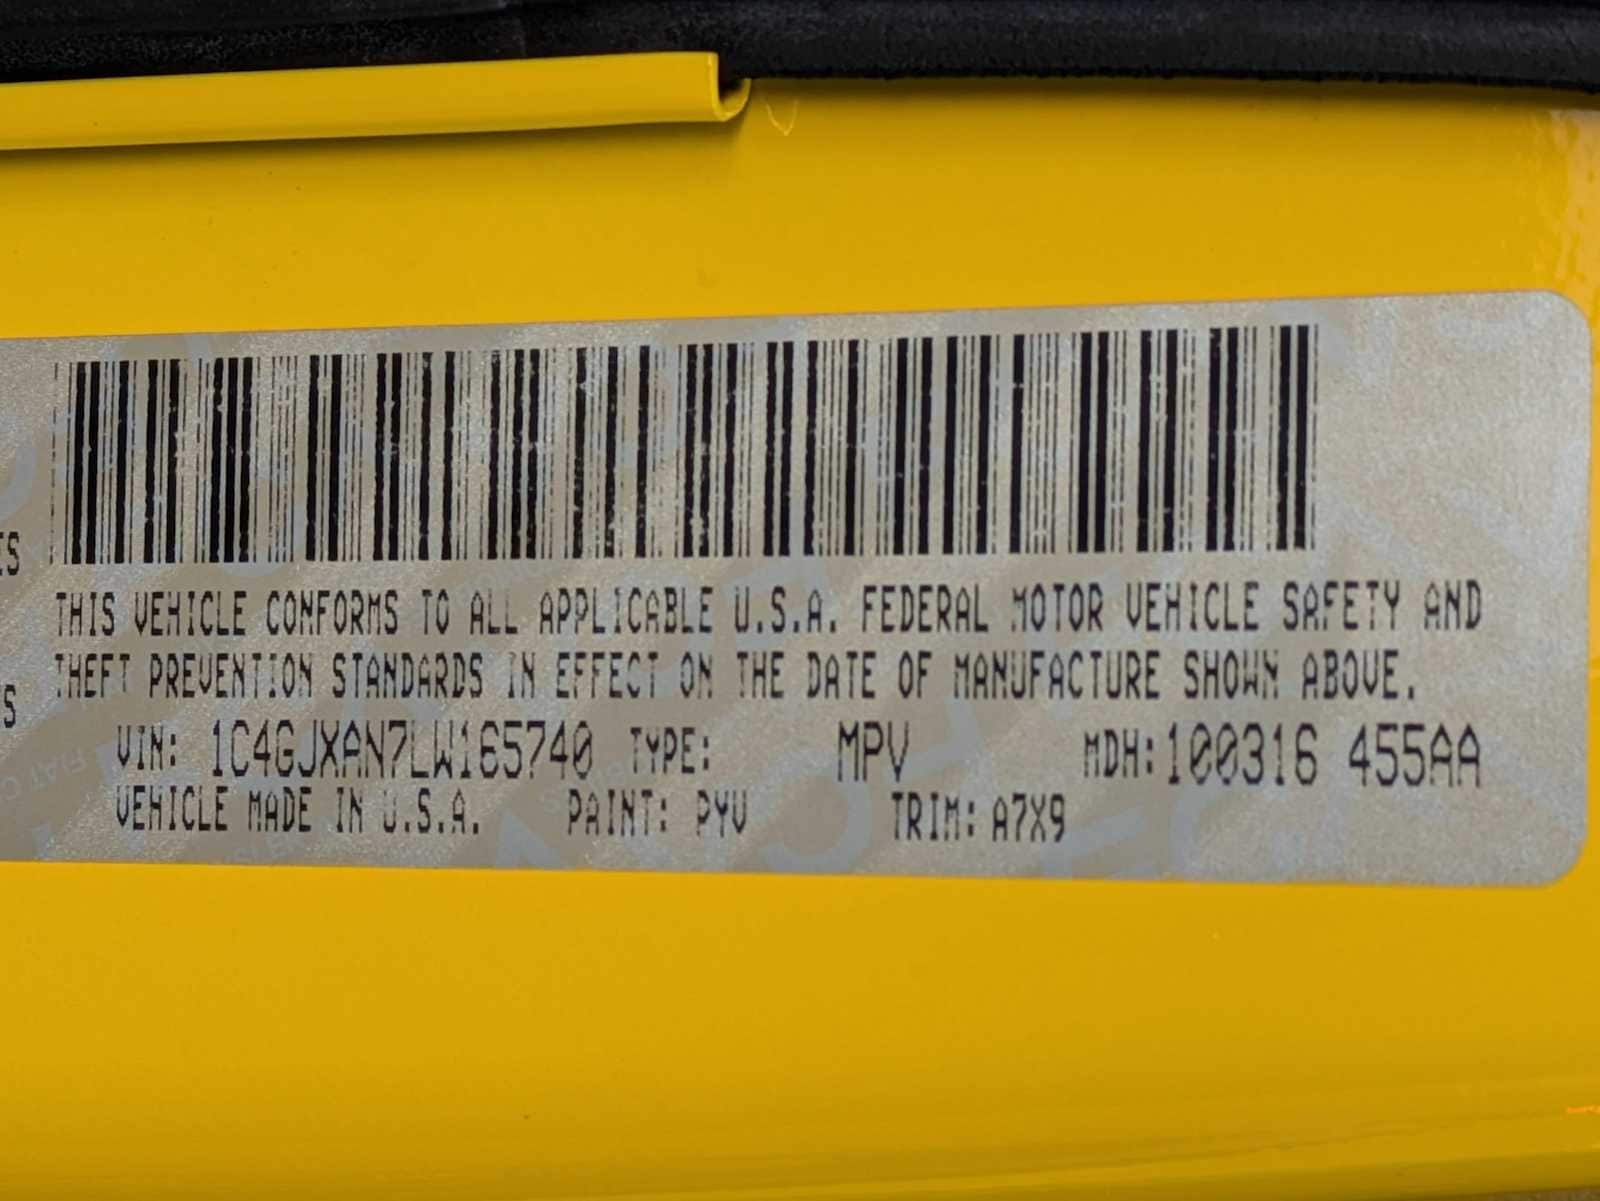 THIS VEHICLE CONFORMS TO ALL APPLICABLE U.S.A. FEDERAL MOTOR VEHICLE SAFETY AND
THEFT PREVENTION STANDARDS IN EFFECT ON THE DATE OF MANUFACTURE SHOWN ABOVE.
VIN: 1C4GJXAN7LW165740 TYPE: MPV MDH:100316 455AA
VEHICLE MADE IN U.S.A. PAINT: PYV TRIM: A7X9